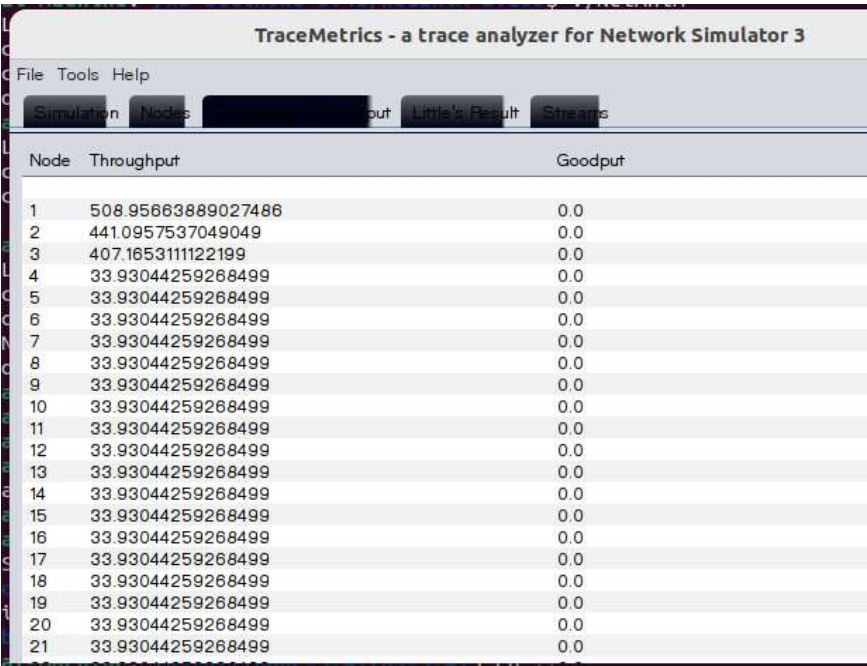 TraceMetrics - a trace analyzer for Network Simulator 3
File Tools Help
Simulation Nodes put Little's Result Streams
Node Throughput Goodput
1 508.95663889027486 0.0
2 441.0957537049049 0.0
3 407.1653111122199 0.0
4 33.93044259268499 0.0
5 33.93044259268499 0.0
6 33.93044259268499 0.0
7 33.93044259268499 0.0
8 33.93044259268499 0.0
9 33.93044259268499 0.0
10 33.93044259268499 0.0
11 33.93044259268499 0.0
12 33.93044259268499 0.0
13 33.93044259268499 0.0
14 33.93044259268499 0.0
15 33.93044259268499 0.0
16 33.93044259268499 0.0
17 33.93044259268499 0.0
18 33.93044259268499 0.0
19 33.93044259268499 0.0
20 33.93044259268499 0.0
21 33.93044259268499 0.0